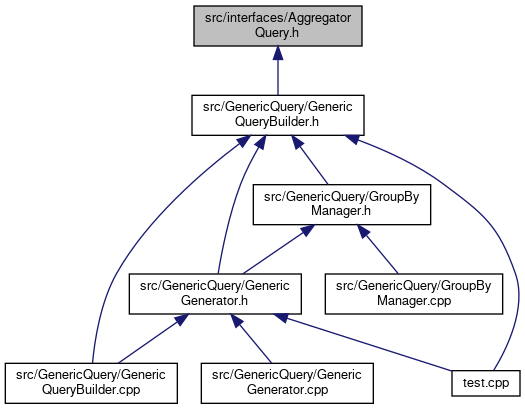 src/interfaces/Aggregator
Query.h
src/GenericQuery/Generic
QueryBuilder.h
src/GenericQuery/GroupBy
Manager.h
src/GenericQuery/Generic
Generator.h
src/GenericQuery/GroupBy
Manager.cpp
src/GenericQuery/Generic
QueryBuilder.cpp
src/GenericQuery/Generic
Generator.cpp
test.cpp